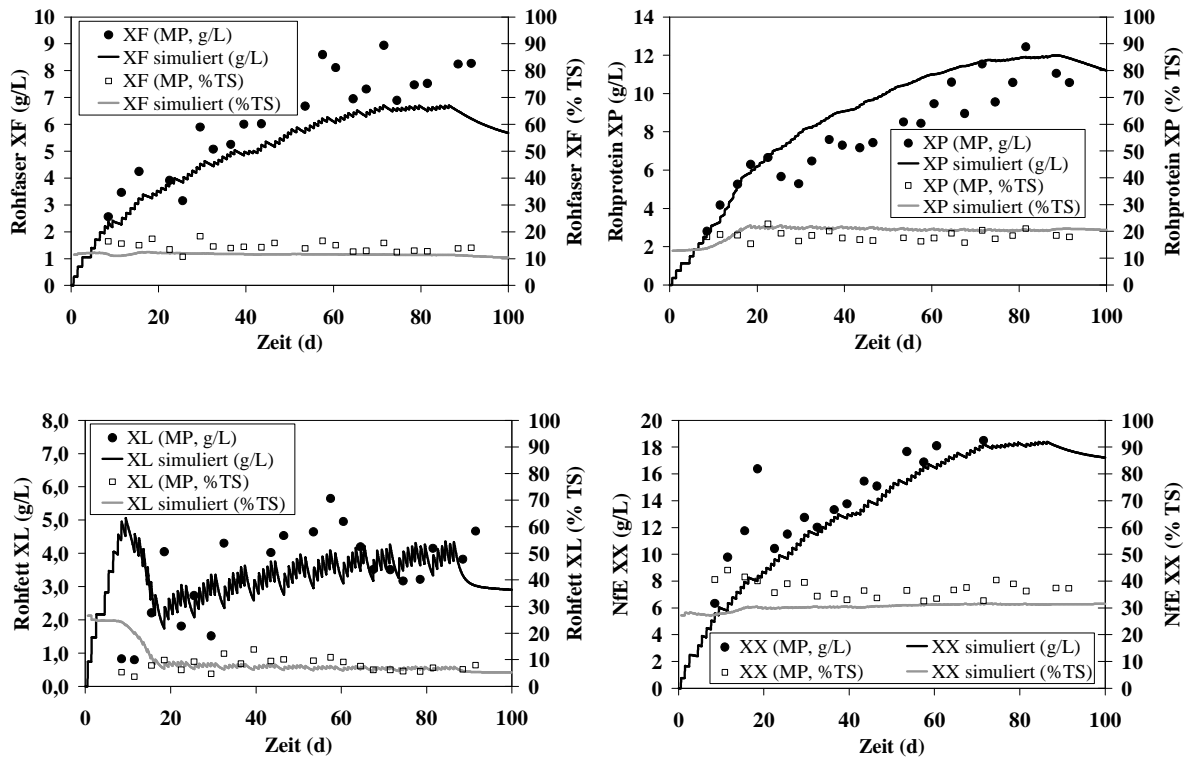 10
9
8
7
6
5
4
3
2
1
0
Rohfaser XF (g/L)
XF (MP, g/L)
XF simuliert (g/L)
XF (MP, %TS)
XF simuliert (%TS)
100
90
80
70
60
50
40
30
20
10
0
Rohfaser XF (% TS)
0 20 40 60 80 100
Zeit (d)
14
12
10
8
6
4
2
0
Rohprotein XP (g/L)
XP (MP, g/L)
XP simuliert (g/L)
XP (MP, %TS)
XP simuliert (%TS)
100
90
80
70
60
50
40
30
20
10
0
Rohprotein XP (% TS)
0 20 40 60 80 100
Zeit (d)
8,0
7,0
6,0
5,0
4,0
3,0
2,0
1,0
0,0
Rohfett XL (g/L)
XL (MP, g/L)
XL simuliert (g/L)
XL (MP, %TS)
XL simuliert (%TS)
100
90
80
70
60
50
40
30
20
10
0
Rohfett XL (% TS)
0 20 40 60 80 100
Zeit (d)
20
18
16
14
12
10
8
6
4
2
0
NfE XX (g/L)
XX (MP, g/L) XX simuliert (g/L)
XX (MP, %TS) XX simuliert (%TS)
100
90
80
70
60
50
40
30
20
10
0
NfE XX (% TS)
0 20 40 60 80 100
Zeit (d)